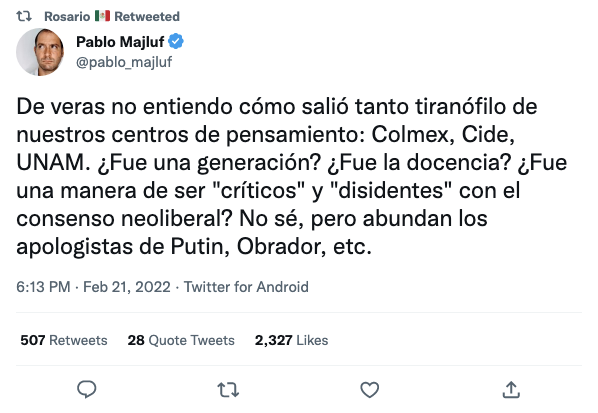 Rosario 🇲🇽 Retweeted
Pablo Majluf
@pablo_majluf
De veras no entiendo cómo salió tanto tiranófilo de
nuestros centros de pensamiento: Colmex, Cide,
UNAM. ¿Fue una generación? ¿Fue la docencia? ¿Fue
una manera de ser "críticos" y "disidentes" con el
consenso neoliberal? No sé, pero abundan los
apologistas de Putin, Obrador, etc.
6:13 PM · Feb 21, 2022 · Twitter for Android
507 Retweets 28 Quote Tweets 2,327 Likes